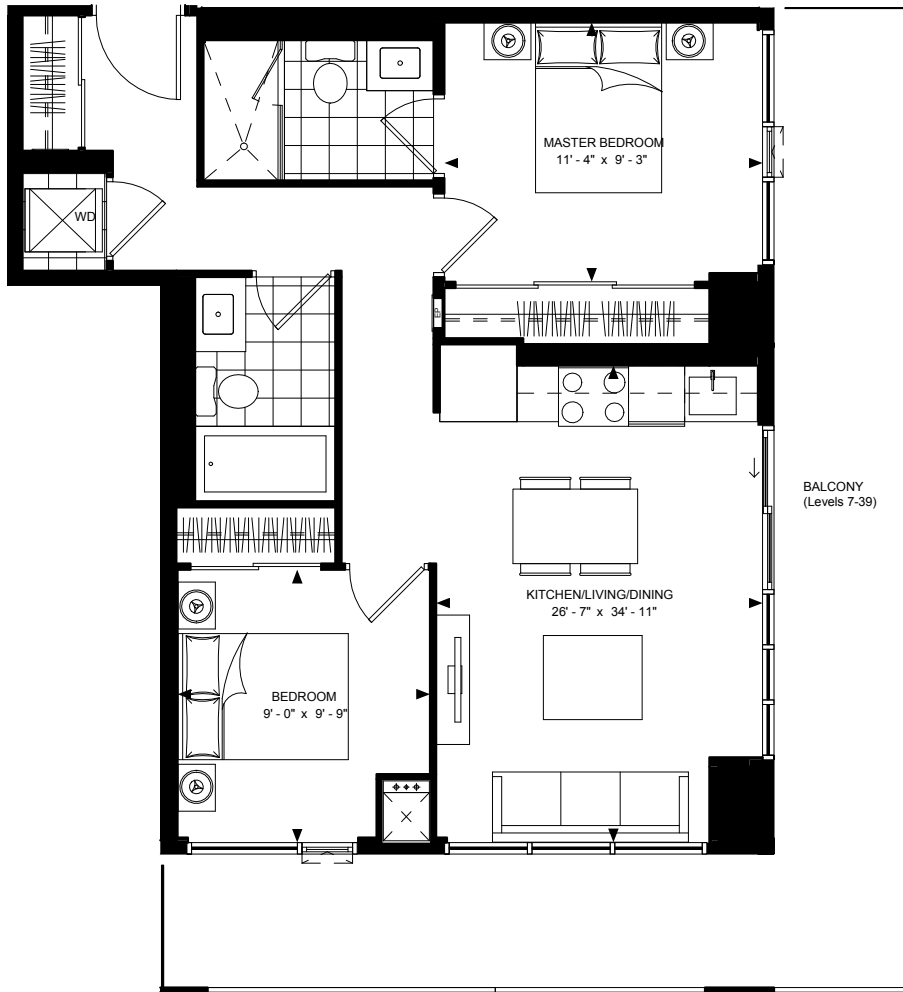 MASTER BEDROOM
11' - 4" x 9' - 3"
WD
EP
BALCONY
(Levels 7-39)
KITCHEN/LIVING/DINING
26' - 7" x 34' - 11"
BEDROOM
9' - 0" x 9' - 9"